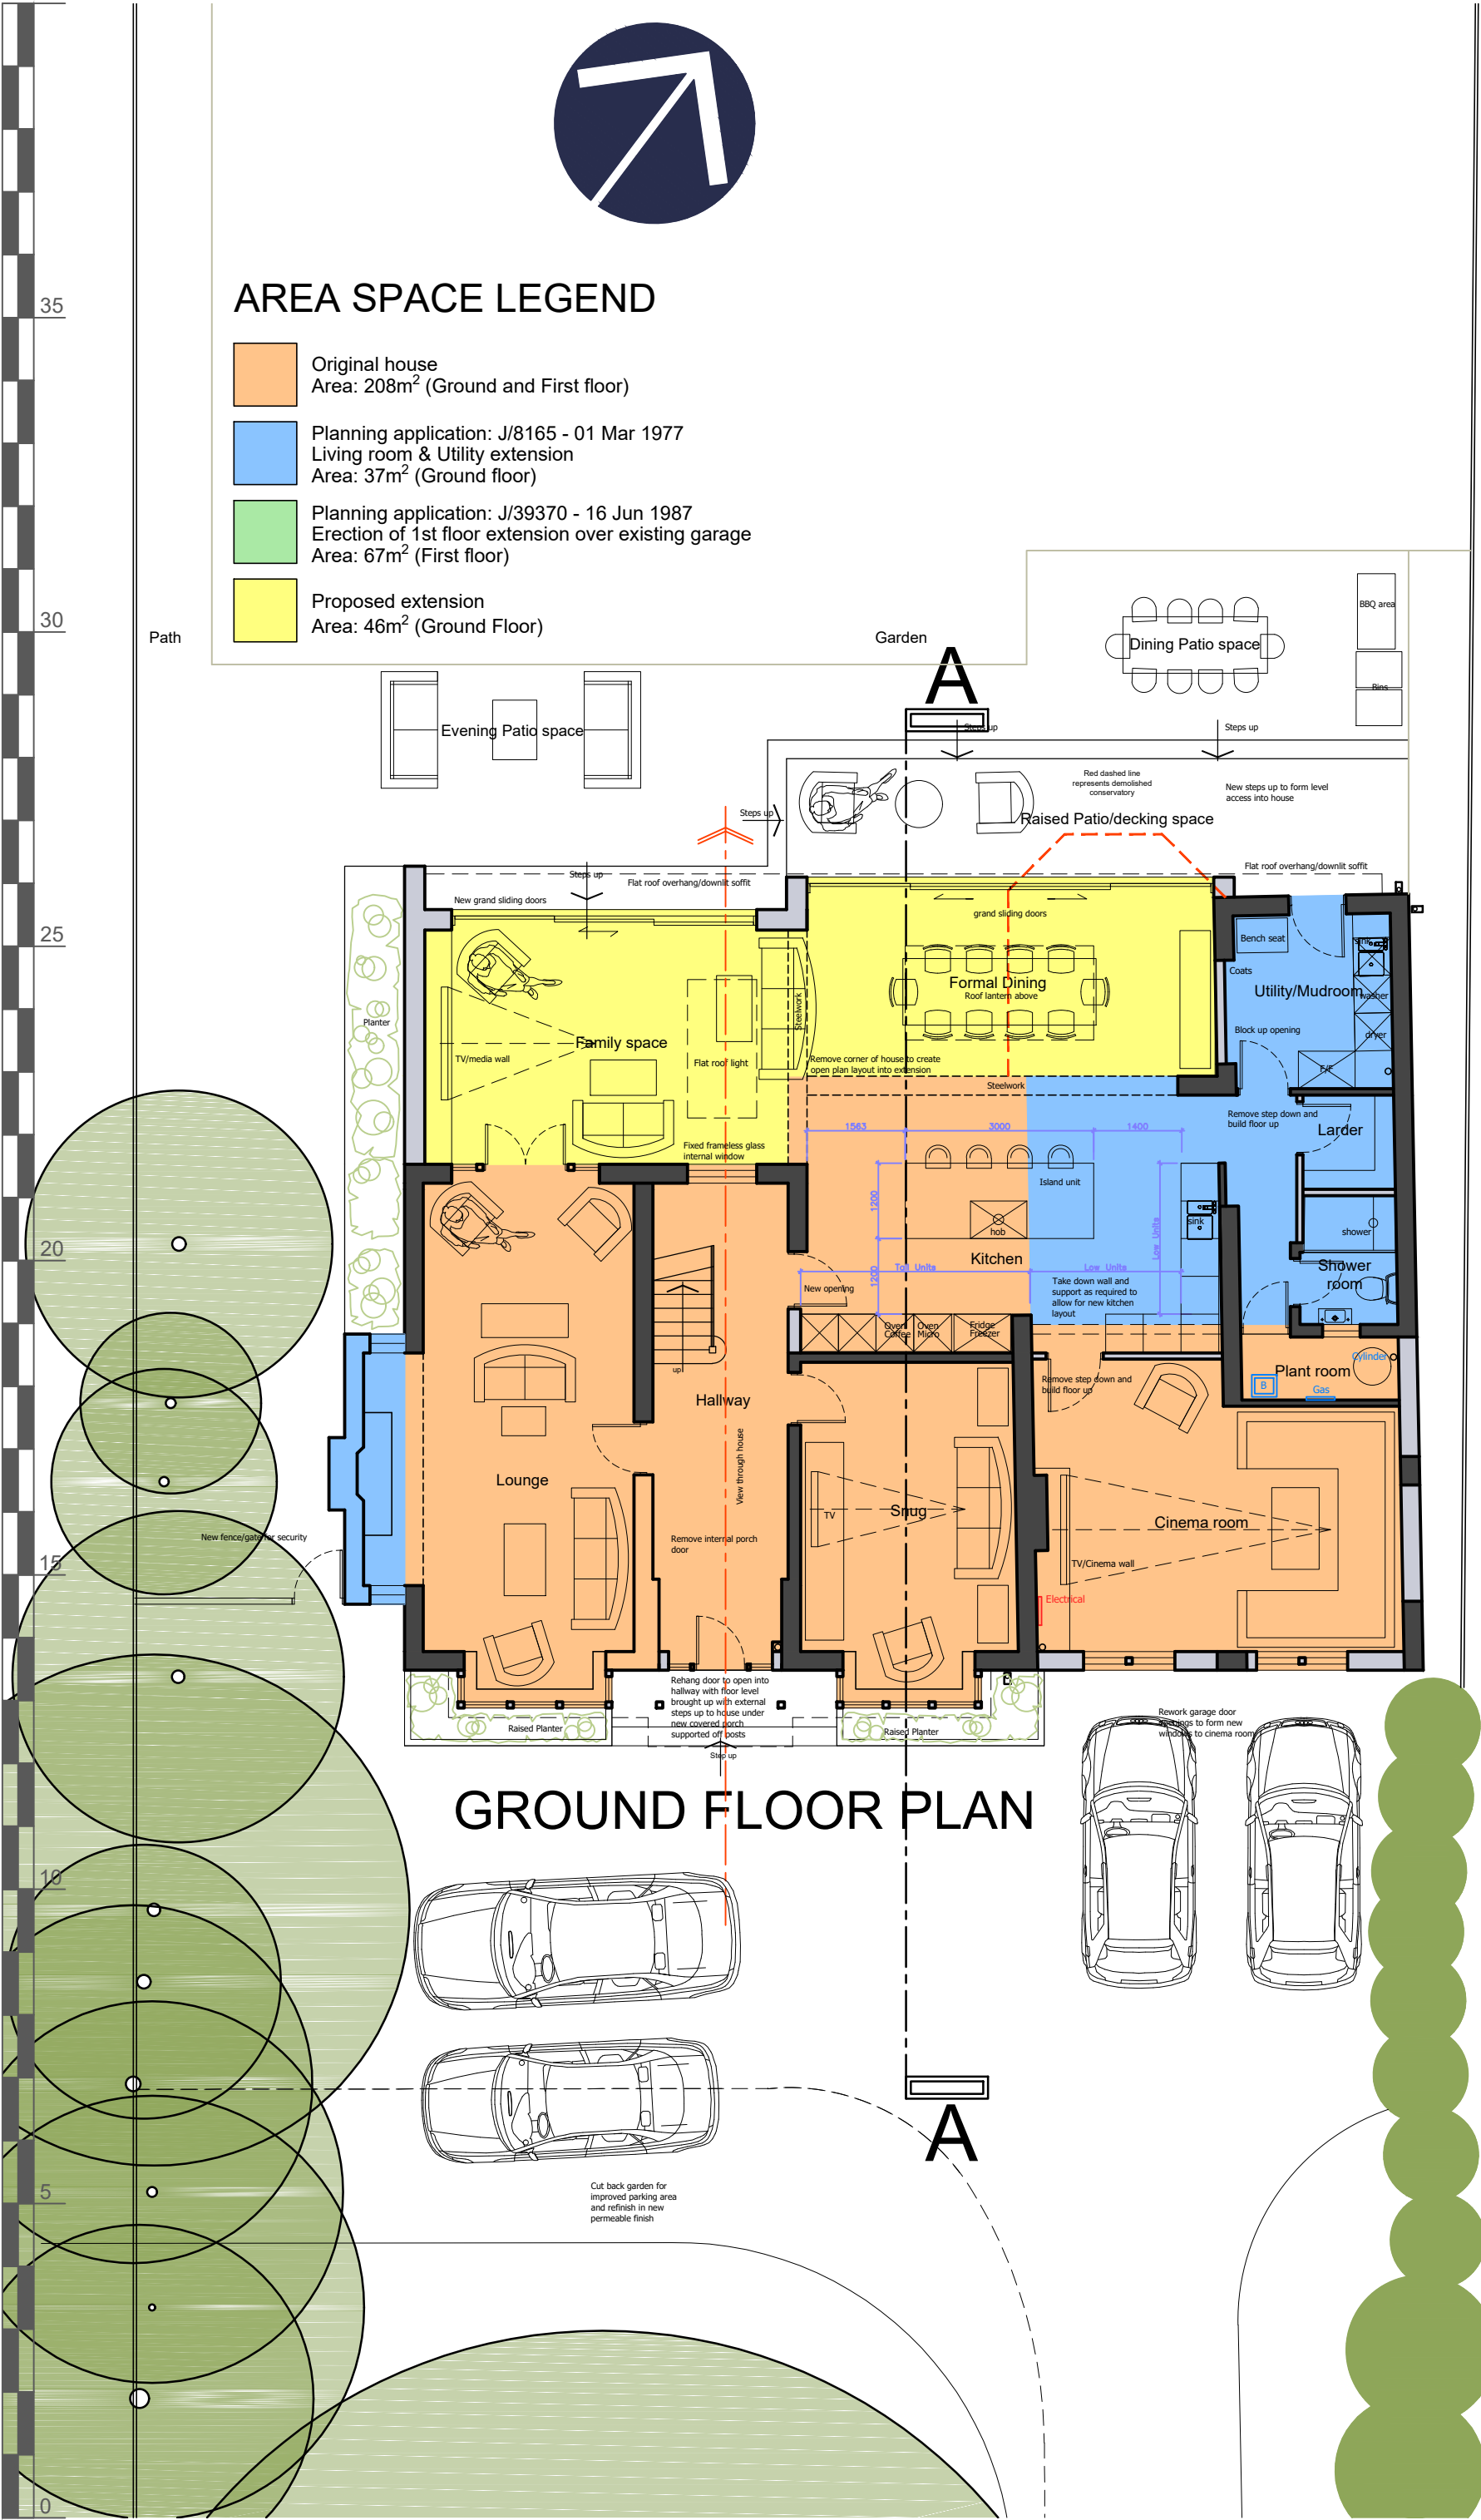 AREA SPACE LEGEND
Original house
Area: 208m² (Ground and First floor)
Planning application: J/8165 - 01 Mar 1977
Living room & Utility extension
Area: 37m² (Ground floor)
Planning application: J/39370 - 16 Jun 1987
Erection of 1st floor extension over existing garage
Area: 67m² (First floor)
Proposed extension
Area: 46m² (Ground Floor)
35
30
25
20
15
10
5
0
Path
Garden
A
Dining Patio space
BBQ area
Bins
Evening Patio space
Steps up
Steps up
Red dashed line
represents demolished
conservatory
New steps up to form level
access into house
Steps up
Raised Patio/decking space
Steps up
Flat roof overhang/downlit soffit
Flat roof overhang/downlit soffit
New grand sliding doors
grand sliding doors
Bench seat
sink
Coats
Utility/Mudroom
washer
Formal Dining
Roof lantern above
Steelwork
Planter
Block up opening
dryer
Family space
TV/media wall
Flat roof light
Remove corner of house to create
open plan layout into extension
F/F
Steelwork
Remove step down and
build floor up
Larder
1563
3000
1400
Fixed frameless glass
internal window
Island unit
1200
sink
hob
shower
Low Units
Kitchen
Shower
room
Tall Units
Low Units
1200
Take down wall and
support as required to
allow for new kitchen
layout
New opening
Oven
Coffee
Oven
Micro
Fridge
Freezer
up
Cylinder
Plant room
B
Gas
Remove step down and
build floor up
Hallway
View through house
Lounge
TV
Snug
Cinema room
New fence/gate for security
Remove internal porch
door
TV/Cinema wall
Electrical
Rehang door to open into
hallway with floor level
brought up with external
steps up to house under
new covered porch
supported off posts
Raised Planter
Raised Planter
Step up
Rework garage door
openings to form new
windows to cinema room
GROUND FLOOR PLAN
A
Cut back garden for
improved parking area
and refinish in new
permeable finish